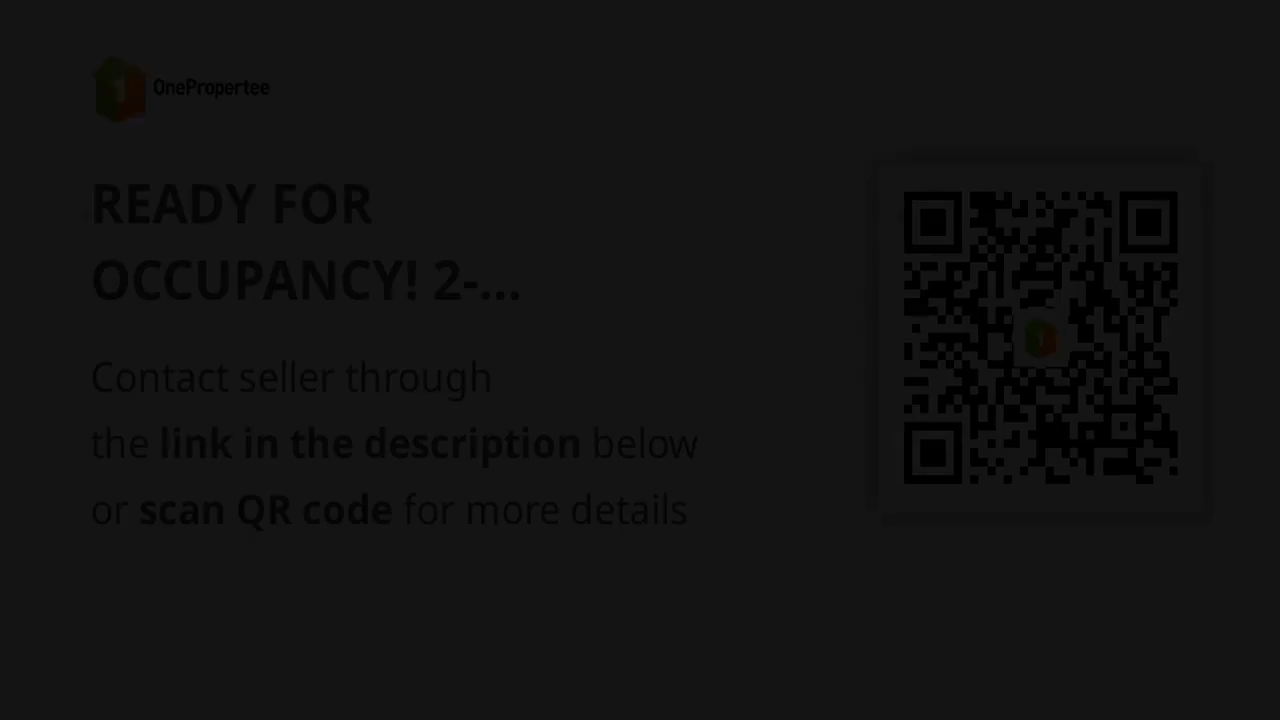 OnePropertee
READY FOR
OCCUPANCY! 2-...
Contact seller through
the link in the description below
or scan QR code for more details